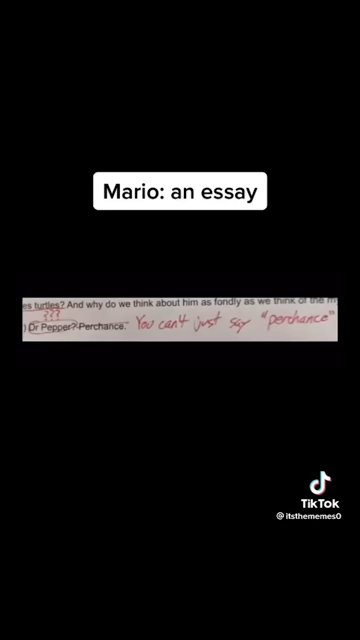 Mario: an essay
es turtles? And why do we think about him as fondly as we think of the m
???
) Dr Pepper? Perchance. You can't just say "perchance"
TikTok
@itsthememes0